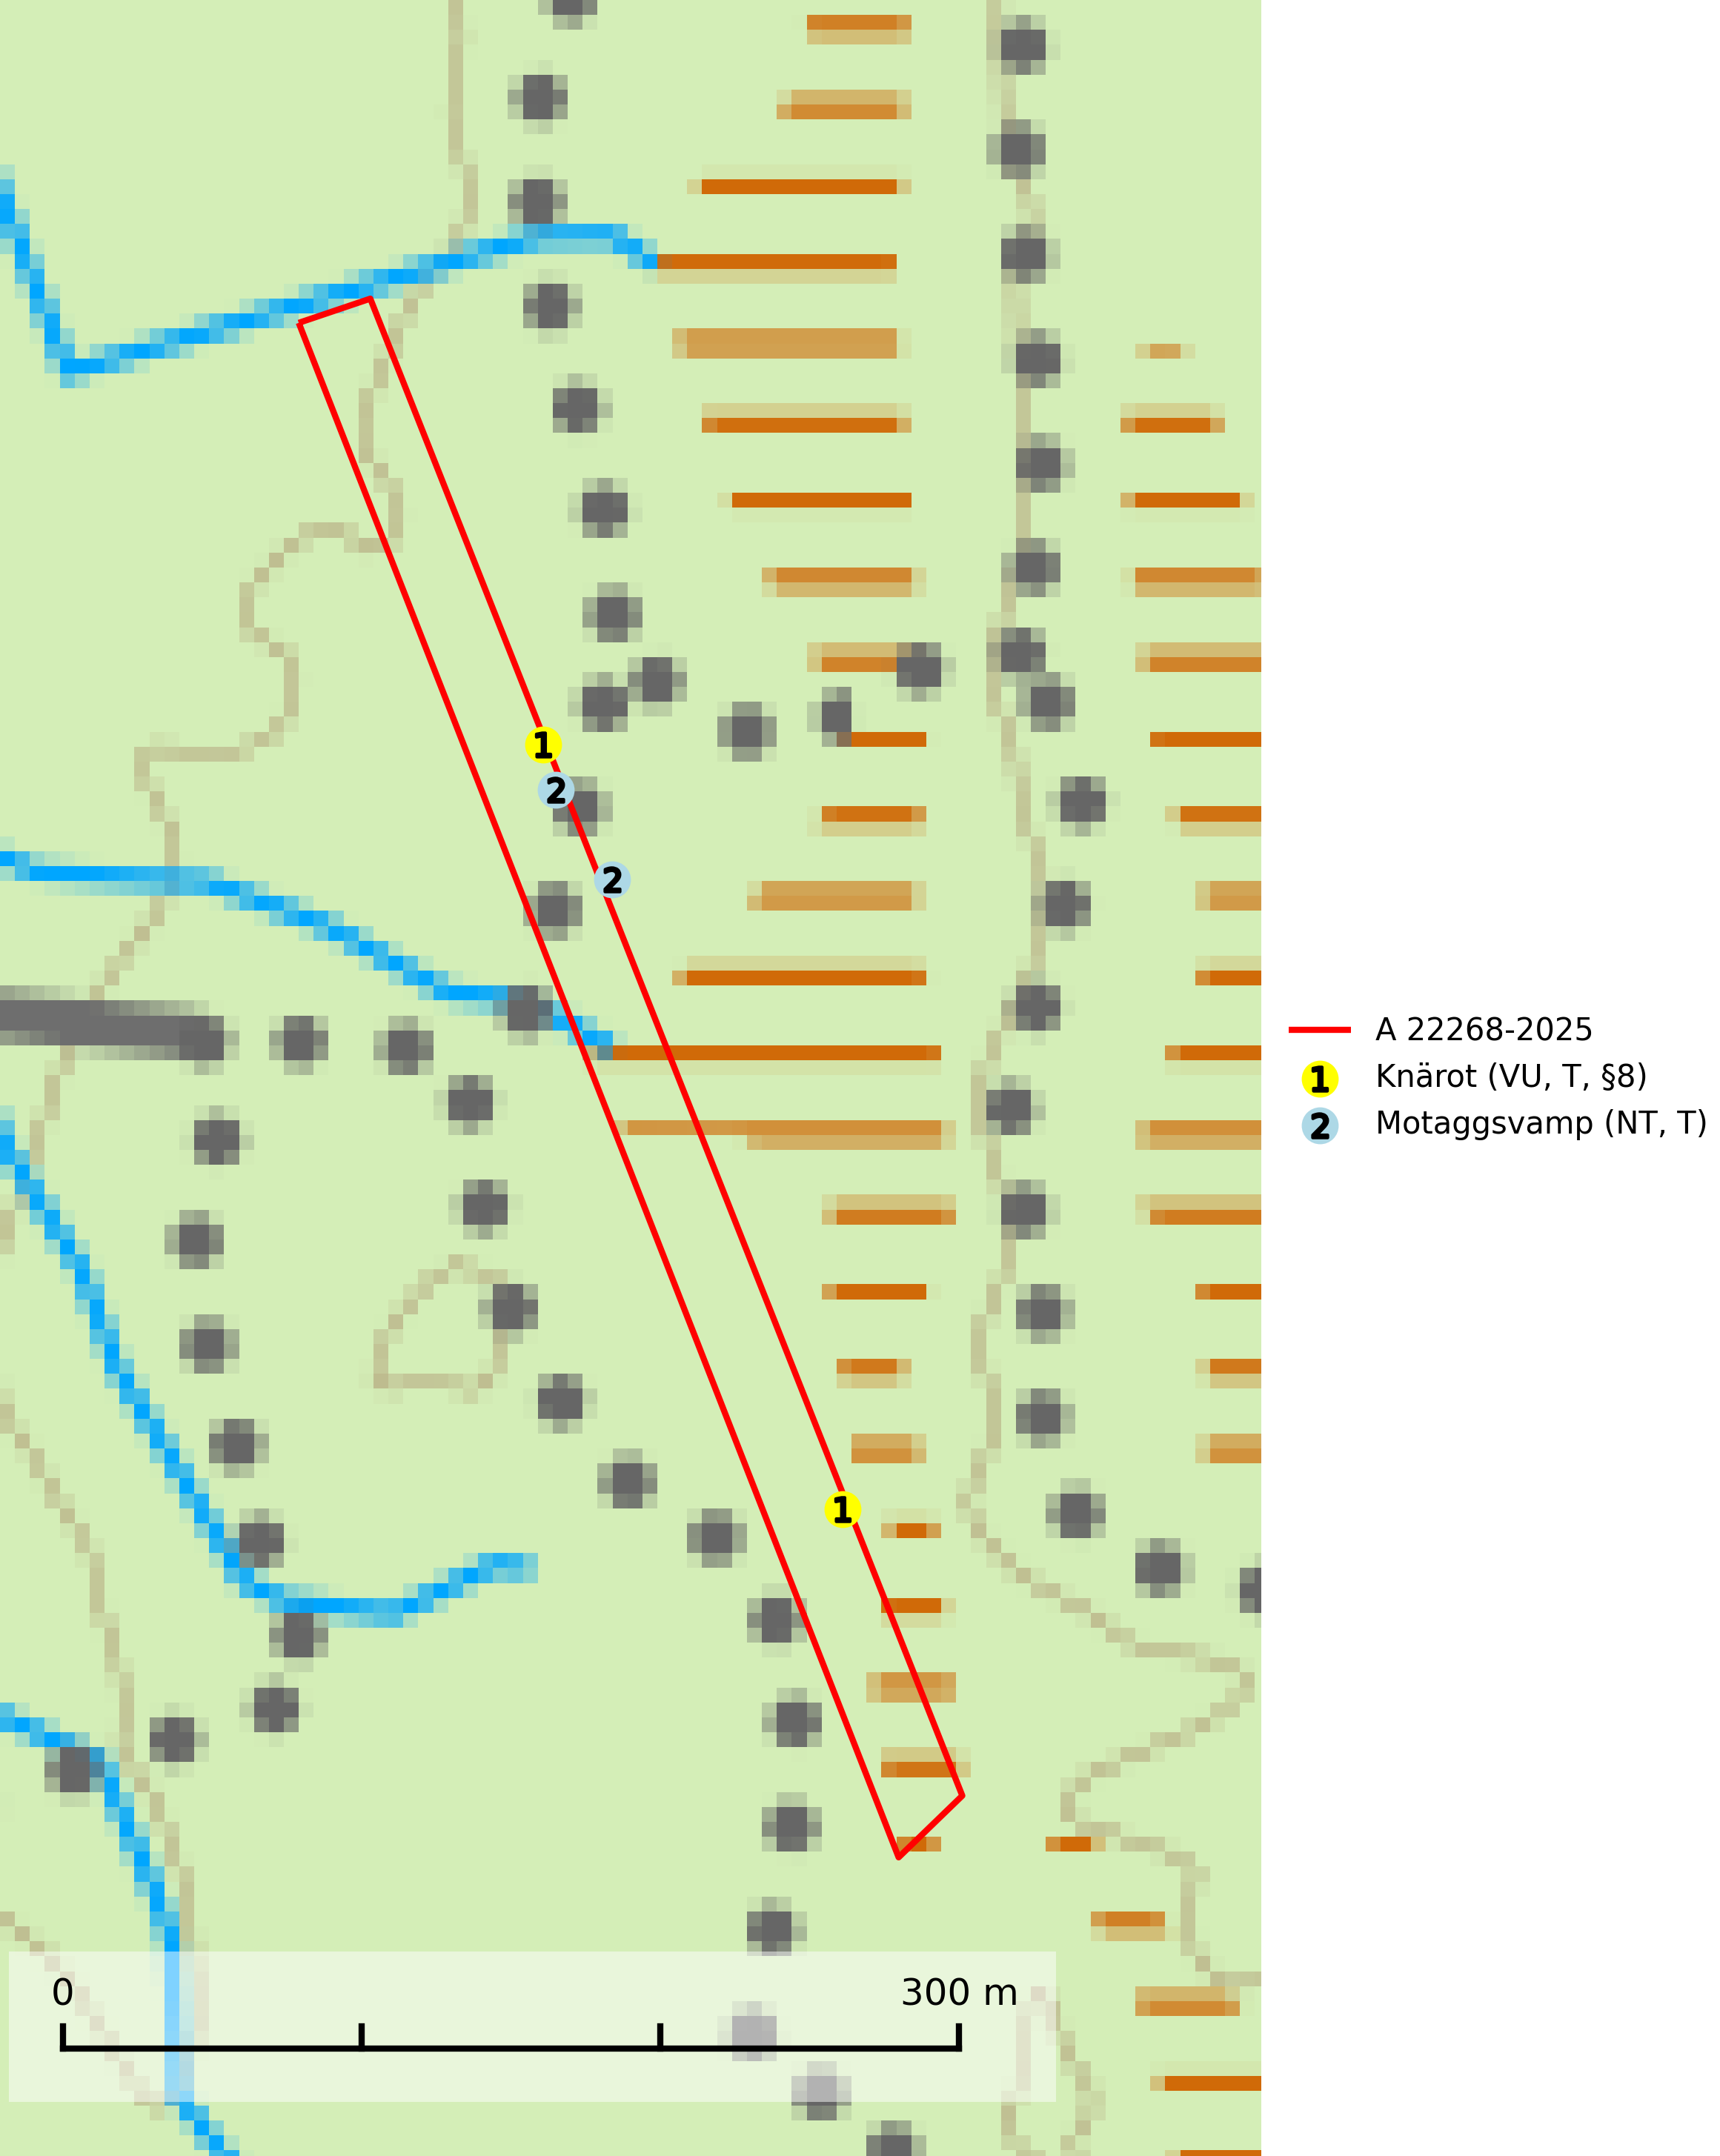 1
2
2
A 22268-2025
1 Knärot (VU, T, §8)
2 Motaggsvamp (NT, T)
1
0 300 m